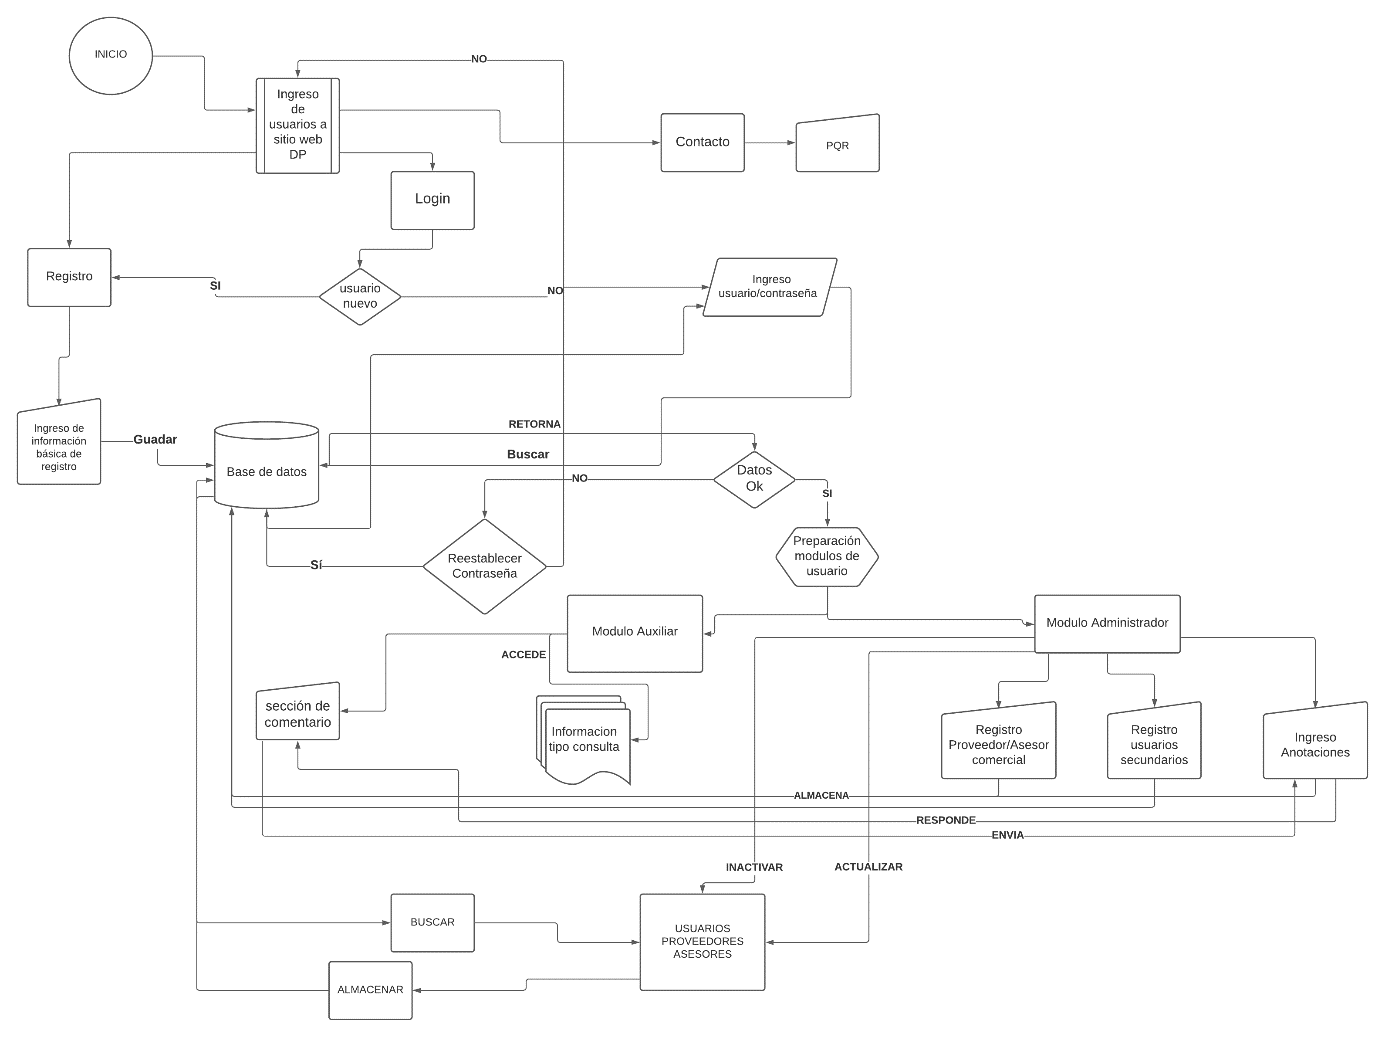 INICIO
NO
Ingreso
de
usuarios a
sitio web
DP
Contacto
PQR
Login
Registro
SI
usuario
nuevo
NO
Ingreso
usuario/contraseña
Ingreso de
información
básica de
registro
Guadar
Base de datos
RETORNA
Buscar
Datos
Ok
NO
SI
Reestablecer
Contraseña
Sí
Preparación
modulos de
usuario
Modulo Auxiliar
Modulo Administrador
ACCEDE
sección de
comentario
Informacion
tipo consulta
Registro
Proveedor/Asesor
comercial
Registro
usuarios
secundarios
Ingreso
Anotaciones
ALMACENA
RESPONDE
ENVIA
INACTIVAR
ACTUALIZAR
BUSCAR
USUARIOS
PROVEEDORES
ASESORES
ALMACENAR